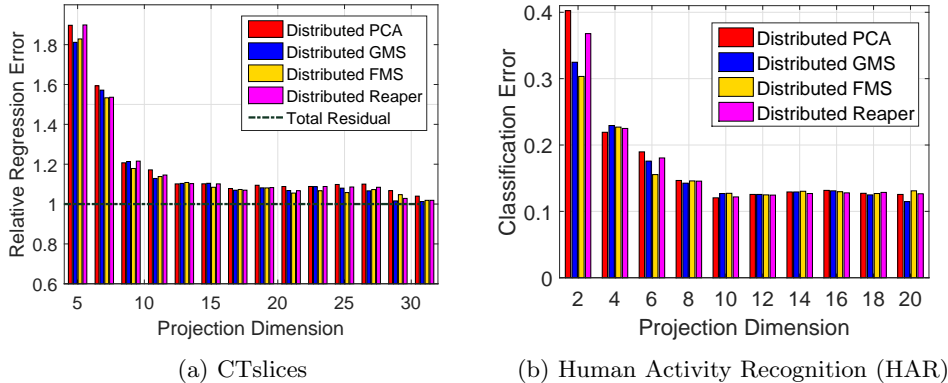 Relative Regression Error
1.8
1.6
1.4
1.2
1
0.8
0.6
Distributed PCA
Distributed GMS
Distributed FMS
Distributed Reaper
Total Residual
5 10 15 20 25 30
Projection Dimension
(a) CTslices
Classification Error
0.4
0.3
0.2
0.1
0
Distributed PCA
Distributed GMS
Distributed FMS
Distributed Reaper
2 4 6 8 10 12 14 16 18 20
Projection Dimension
(b) Human Activity Recognition (HAR)